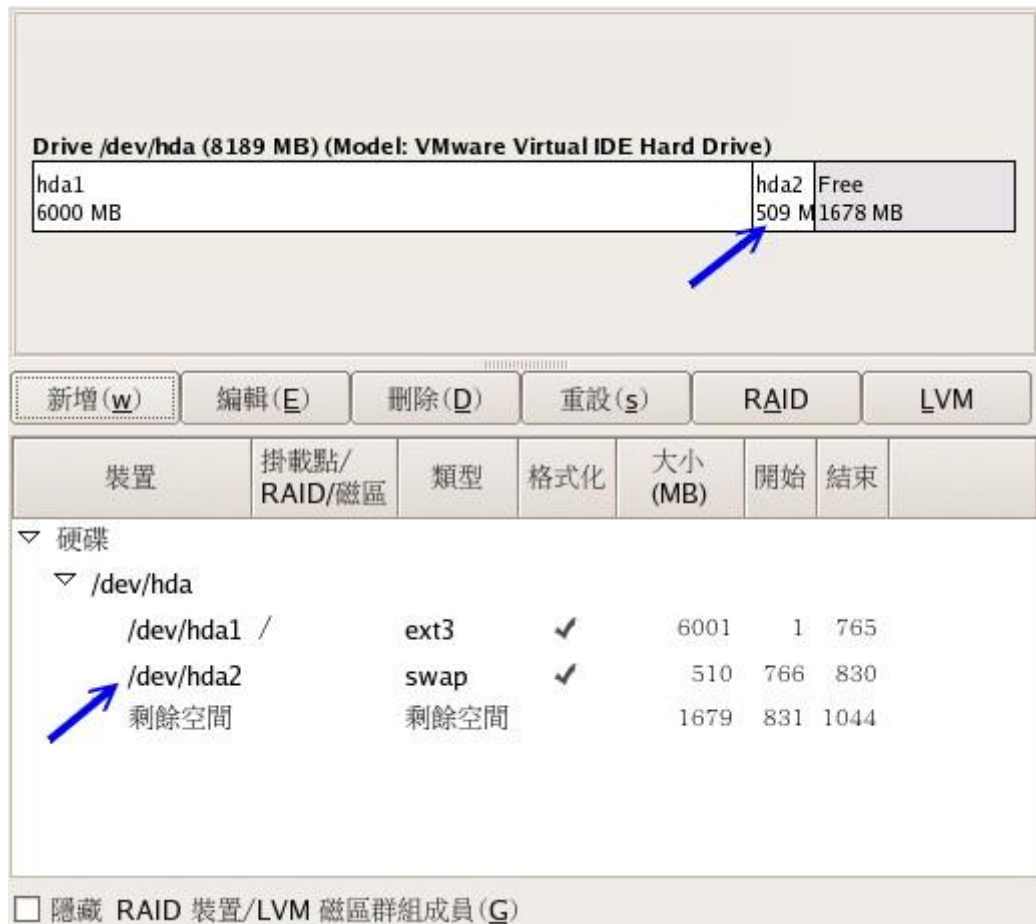 Drive /dev/hda (8189 MB) (Model: VMware Virtual IDE Hard Drive)
hda1 hda2 Free
6000 MB 509 M 1678 MB
新增(w) 編輯(E) 刪除(D) 重設(s) RAID LVM
裝置 掛載點/ RAID/磁區 類型 格式化 大小 (MB) 開始 結束
硬碟
/dev/hda
/dev/hda1 / ext3 ✔ 6001 1 765
/dev/hda2 swap ✔ 510 766 830
剩餘空間 剩餘空間 1679 831 1044
隱藏 RAID 裝置/LVM 磁區群組成員(G)